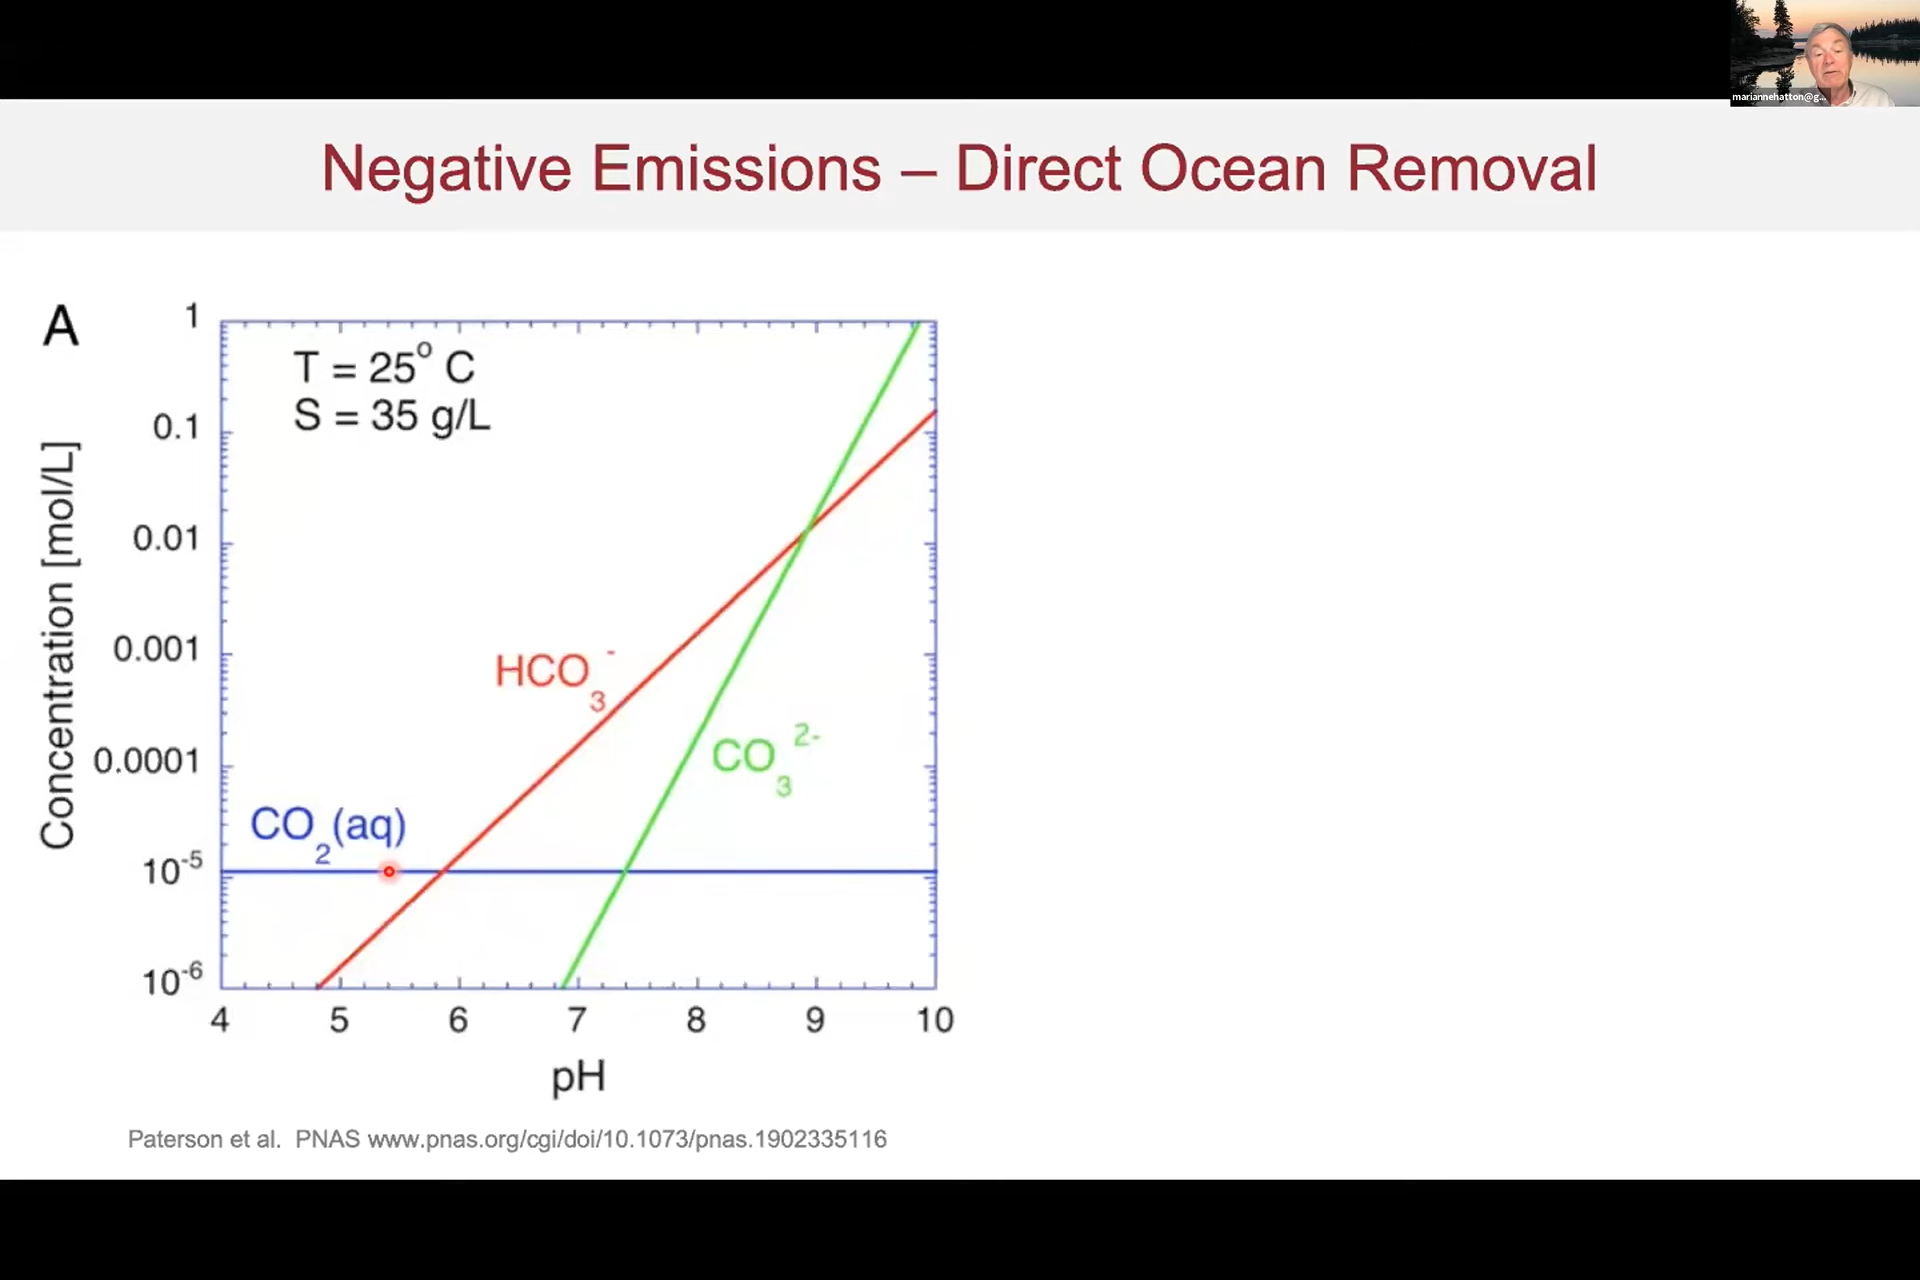 mariannehatton@g...
Negative Emissions – Direct Ocean Removal
A
T = 25° C
S = 35 g/L
Concentration [mol/L]
1
0.1
0.01
0.001
0.0001
10⁻⁵
10⁻⁶
HCO₃⁻
CO₃²⁻
CO₂(aq)
4 5 6 7 8 9 10
pH
Paterson et al. PNAS www.pnas.org/cgi/doi/10.1073/pnas.1902335116